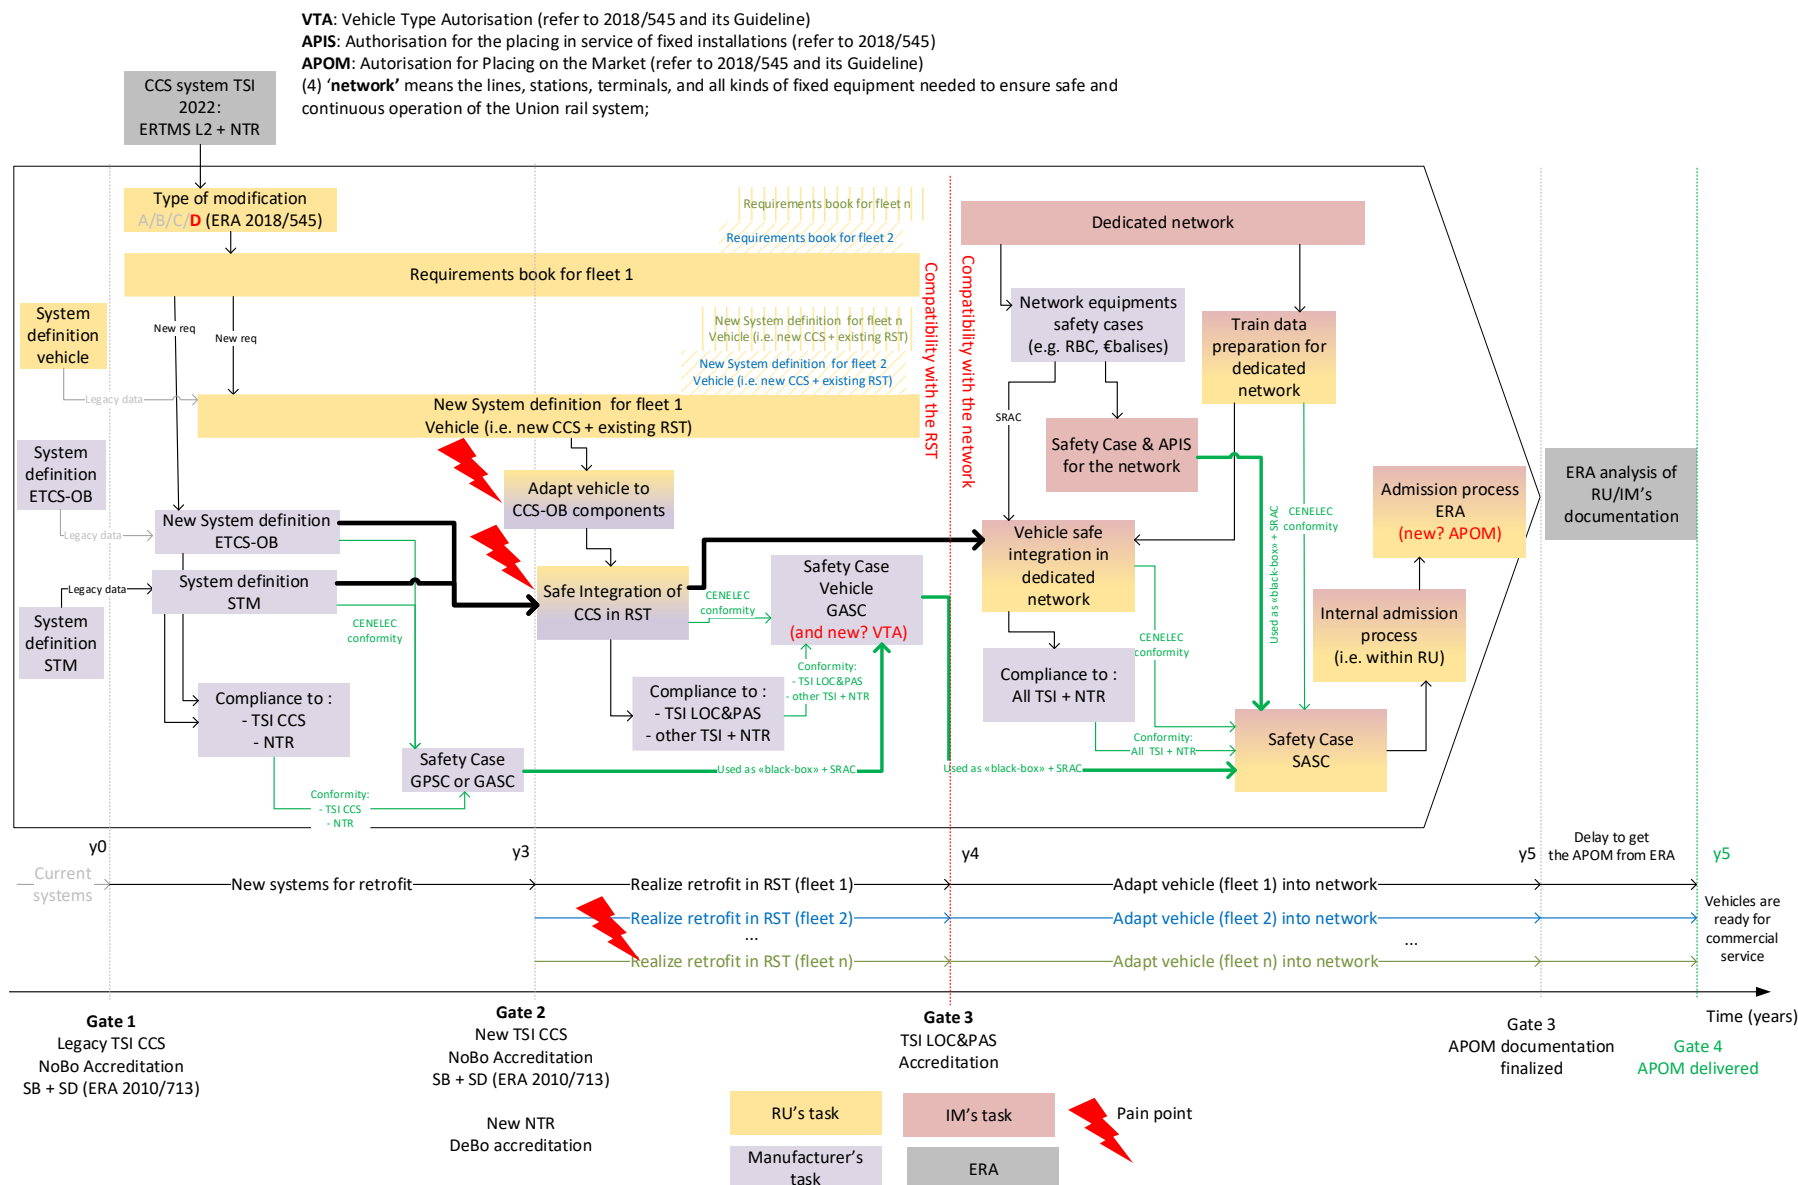 VTA: Vehicle Type Autorisation (refer to 2018/545 and its Guideline)
APIS: Authorisation for the placing in service of fixed installations (refer to 2018/545)
APOM: Autorisation for Placing on the Market (refer to 2018/545 and its Guideline)
(4) ‘network’ means the lines, stations, terminals, and all kinds of fixed equipment needed to ensure safe and
continuous operation of the Union rail system;
CCS system TSI
2022:
ERTMS L2 + NTR
Type of modification
A/B/C/D (ERA 2018/545)
Requirements book for fleet n
Requirements book for fleet 2
Requirements book for fleet 1
System
definition
vehicle
New req
New req
New System definition for fleet n
Vehicle (i.e. new CCS + existing RST)
New System definition for fleet 2
Vehicle (i.e. new CCS + existing RST)
Legacy data
New System definition for fleet 1
Vehicle (i.e. new CCS + existing RST)
Compatibility with the RST
Compatibility with the network
Dedicated network
Network equipments
safety cases
(e.g. RBC, €balises)
Train data
preparation for
dedicated
network
SRAC
Safety Case & APIS
for the network
System
definition
ETCS-OB
Legacy data
New System definition
ETCS-OB
System definition
STM
Legacy data
System
definition
STM
CENELEC
conformity
Adapt vehicle to
CCS-OB components
Safe Integration of
CCS in RST
CENELEC
conformity
Safety Case
Vehicle
GASC
(and new? VTA)
Conformity:
- TSI LOC&PAS
- other TSI + NTR
Compliance to :
- TSI LOC&PAS
- other TSI + NTR
Compliance to :
- TSI CCS
- NTR
Safety Case
GPSC or GASC
Conformity:
- TSI CCS
- NTR
Used as «black-box» + SRAC
Vehicle safe
integration in
dedicated
network
CENELEC
conformity
Compliance to :
All TSI + NTR
Conformity:
All TSI + NTR
Used as «black-box» + SRAC
Used as «black-box» + SRAC
CENELEC
conformity
Safety Case
SASC
Internal admission
process
(i.e. within RU)
Admission process
ERA
(new? APOM)
ERA analysis of
RU/IM’s
documentation
y0
y3
y4
y5
Delay to get
the APOM from ERA
y5
Current
systems
New systems for retrofit
Realize retrofit in RST (fleet 1)
Adapt vehicle (fleet 1) into network
Realize retrofit in RST (fleet 2)
Adapt vehicle (fleet 2) into network
...
...
Realize retrofit in RST (fleet n)
Adapt vehicle (fleet n) into network
Vehicles are
ready for
commercial
service
Time (years)
Gate 1
Legacy TSI CCS
NoBo Accreditation
SB + SD (ERA 2010/713)
Gate 2
New TSI CCS
NoBo Accreditation
SB + SD (ERA 2010/713)
New NTR
DeBo accreditation
Gate 3
TSI LOC&PAS
Accreditation
Gate 3
APOM documentation
finalized
Gate 4
APOM delivered
RU’s task
IM’s task
Pain point
Manufacturer’s
task
ERA